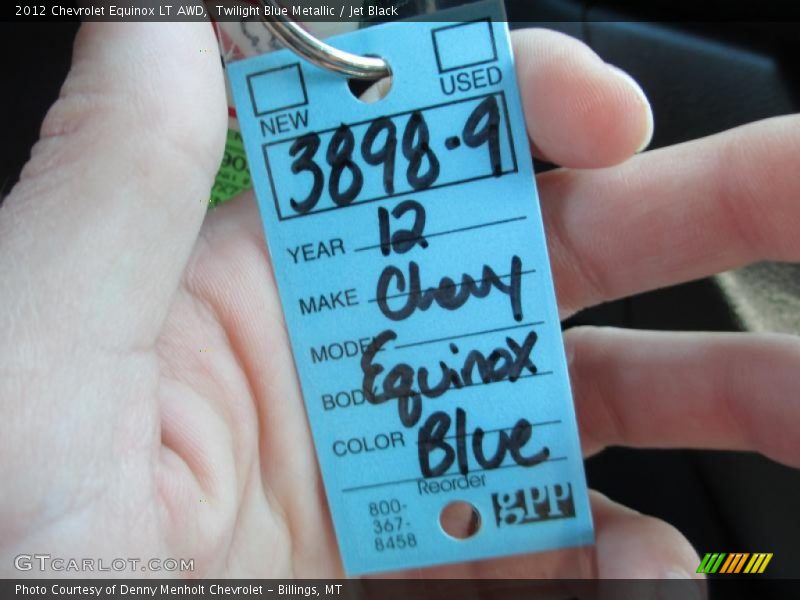 2012 Chevrolet Equinox LT AWD, Twilight Blue Metallic / Jet Black
NEW USED
3898-9
YEAR 12
MAKE Chevy
MODEL Equinox
BODY
COLOR Blue
Reorder
800-
367-
8458
gpp
90
GTCARLOT.COM
Photo Courtesy of Denny Menholt Chevrolet – Billings, MT